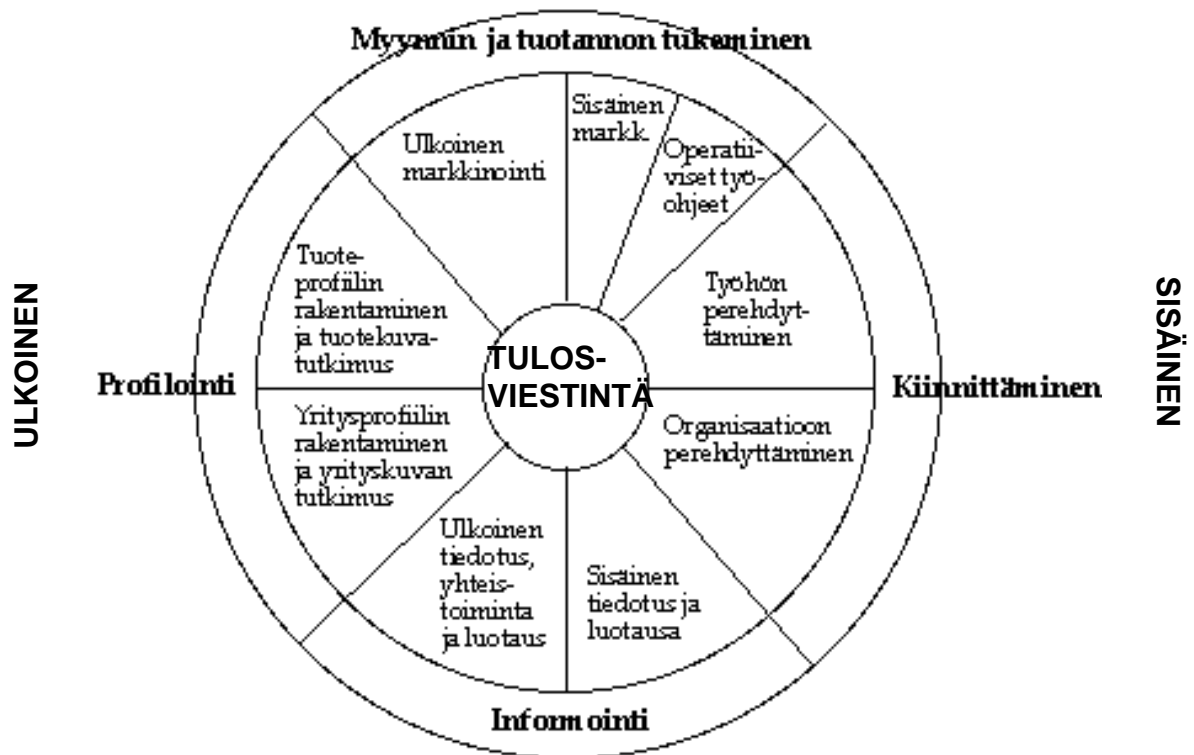 Myynnin ja tuotannon tukeminen
Sisäinen
markk.
Ulkoinen
markkinointi
Operatii-
viset työ-
ohjeet
Tuote-
profiilin
rakentaminen
ja tuotekuva-
tutkimus
Työhön
perehdyt-
täminen
ULKOINEN
SISÄINEN
TULOS-
VIESTINTÄ
Profilointi
Kiinnittäminen
Yritysprofiilin
rakentaminen
ja yrityskuvan
tutkimus
Organisaatioon
perehdyttäminen
Ulkoinen
tiedotus,
yhteis-
toiminta
ja luotaus
Sisäinen
tiedotus ja
luotausa
Informointi